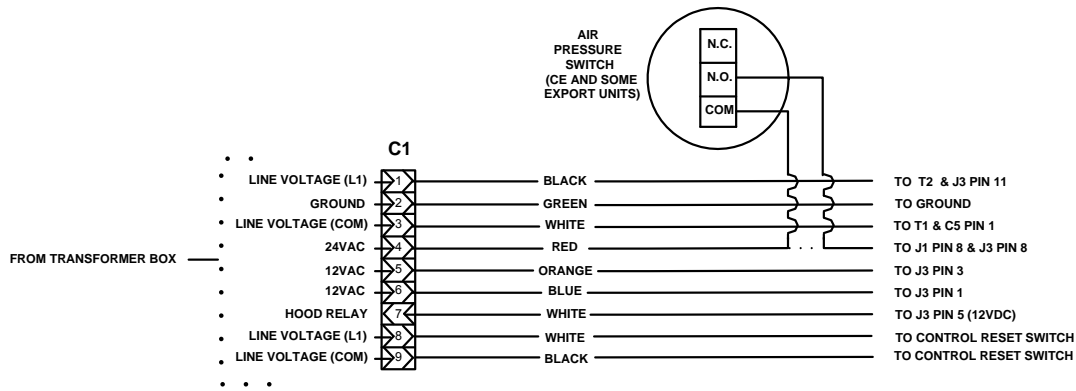 AIR
PRESSURE
SWITCH
(CE AND SOME
EXPORT UNITS)
N.C.
N.O.
COM
C1
LINE VOLTAGE (L1) 1 BLACK TO T2 & J3 PIN 11
GROUND 2 GREEN TO GROUND
LINE VOLTAGE (COM) 3 WHITE TO T1 & C5 PIN 1
24VAC 4 RED TO J1 PIN 8 & J3 PIN 8
FROM TRANSFORMER BOX
12VAC 5 ORANGE TO J3 PIN 3
12VAC 6 BLUE TO J3 PIN 1
HOOD RELAY 7 WHITE TO J3 PIN 5 (12VDC)
LINE VOLTAGE (L1) 8 WHITE TO CONTROL RESET SWITCH
LINE VOLTAGE (COM) 9 BLACK TO CONTROL RESET SWITCH